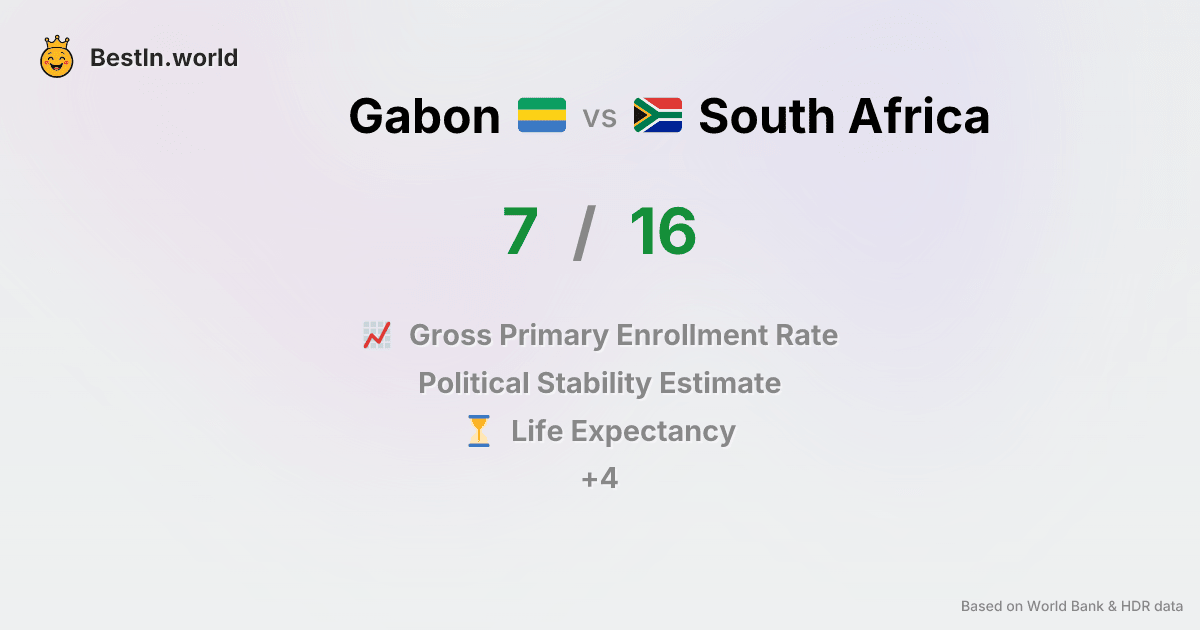 BestIn.world
Gabon vs South Africa
7 / 16
Gross Primary Enrollment Rate
Political Stability Estimate
Life Expectancy
+4
Based on World Bank & HDR data